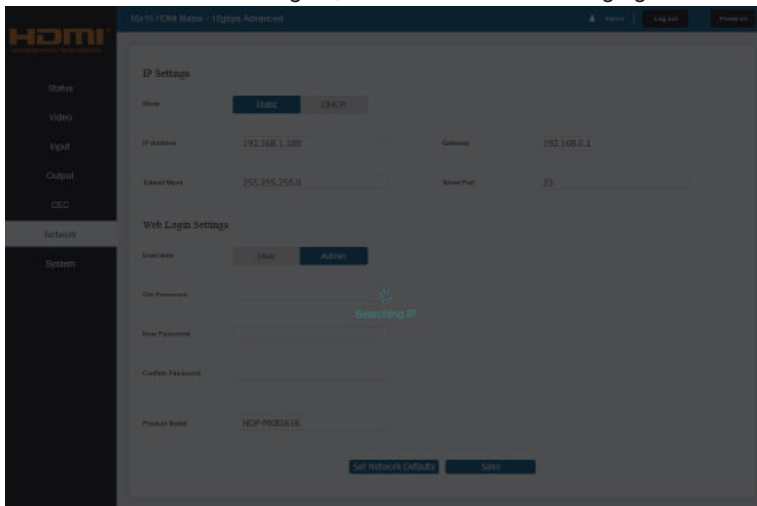 HDMI
16x16 HDMI Matrix - 10gbps Advanced
Admin
Log out
Power on
Status
Video
Input
Output
CEC
Network
System
IP Settings
Mode
Static
DHCP
IP Address
192.168.1.100
Gateway
192.168.0.1
Subnet Mask
255.255.255.0
Telnet Port
23
Web Login Settings
Username
User
Admin
Old Password
Searching IP
New Password
Confirm Password
Product Model
Set Network Defaults
Save